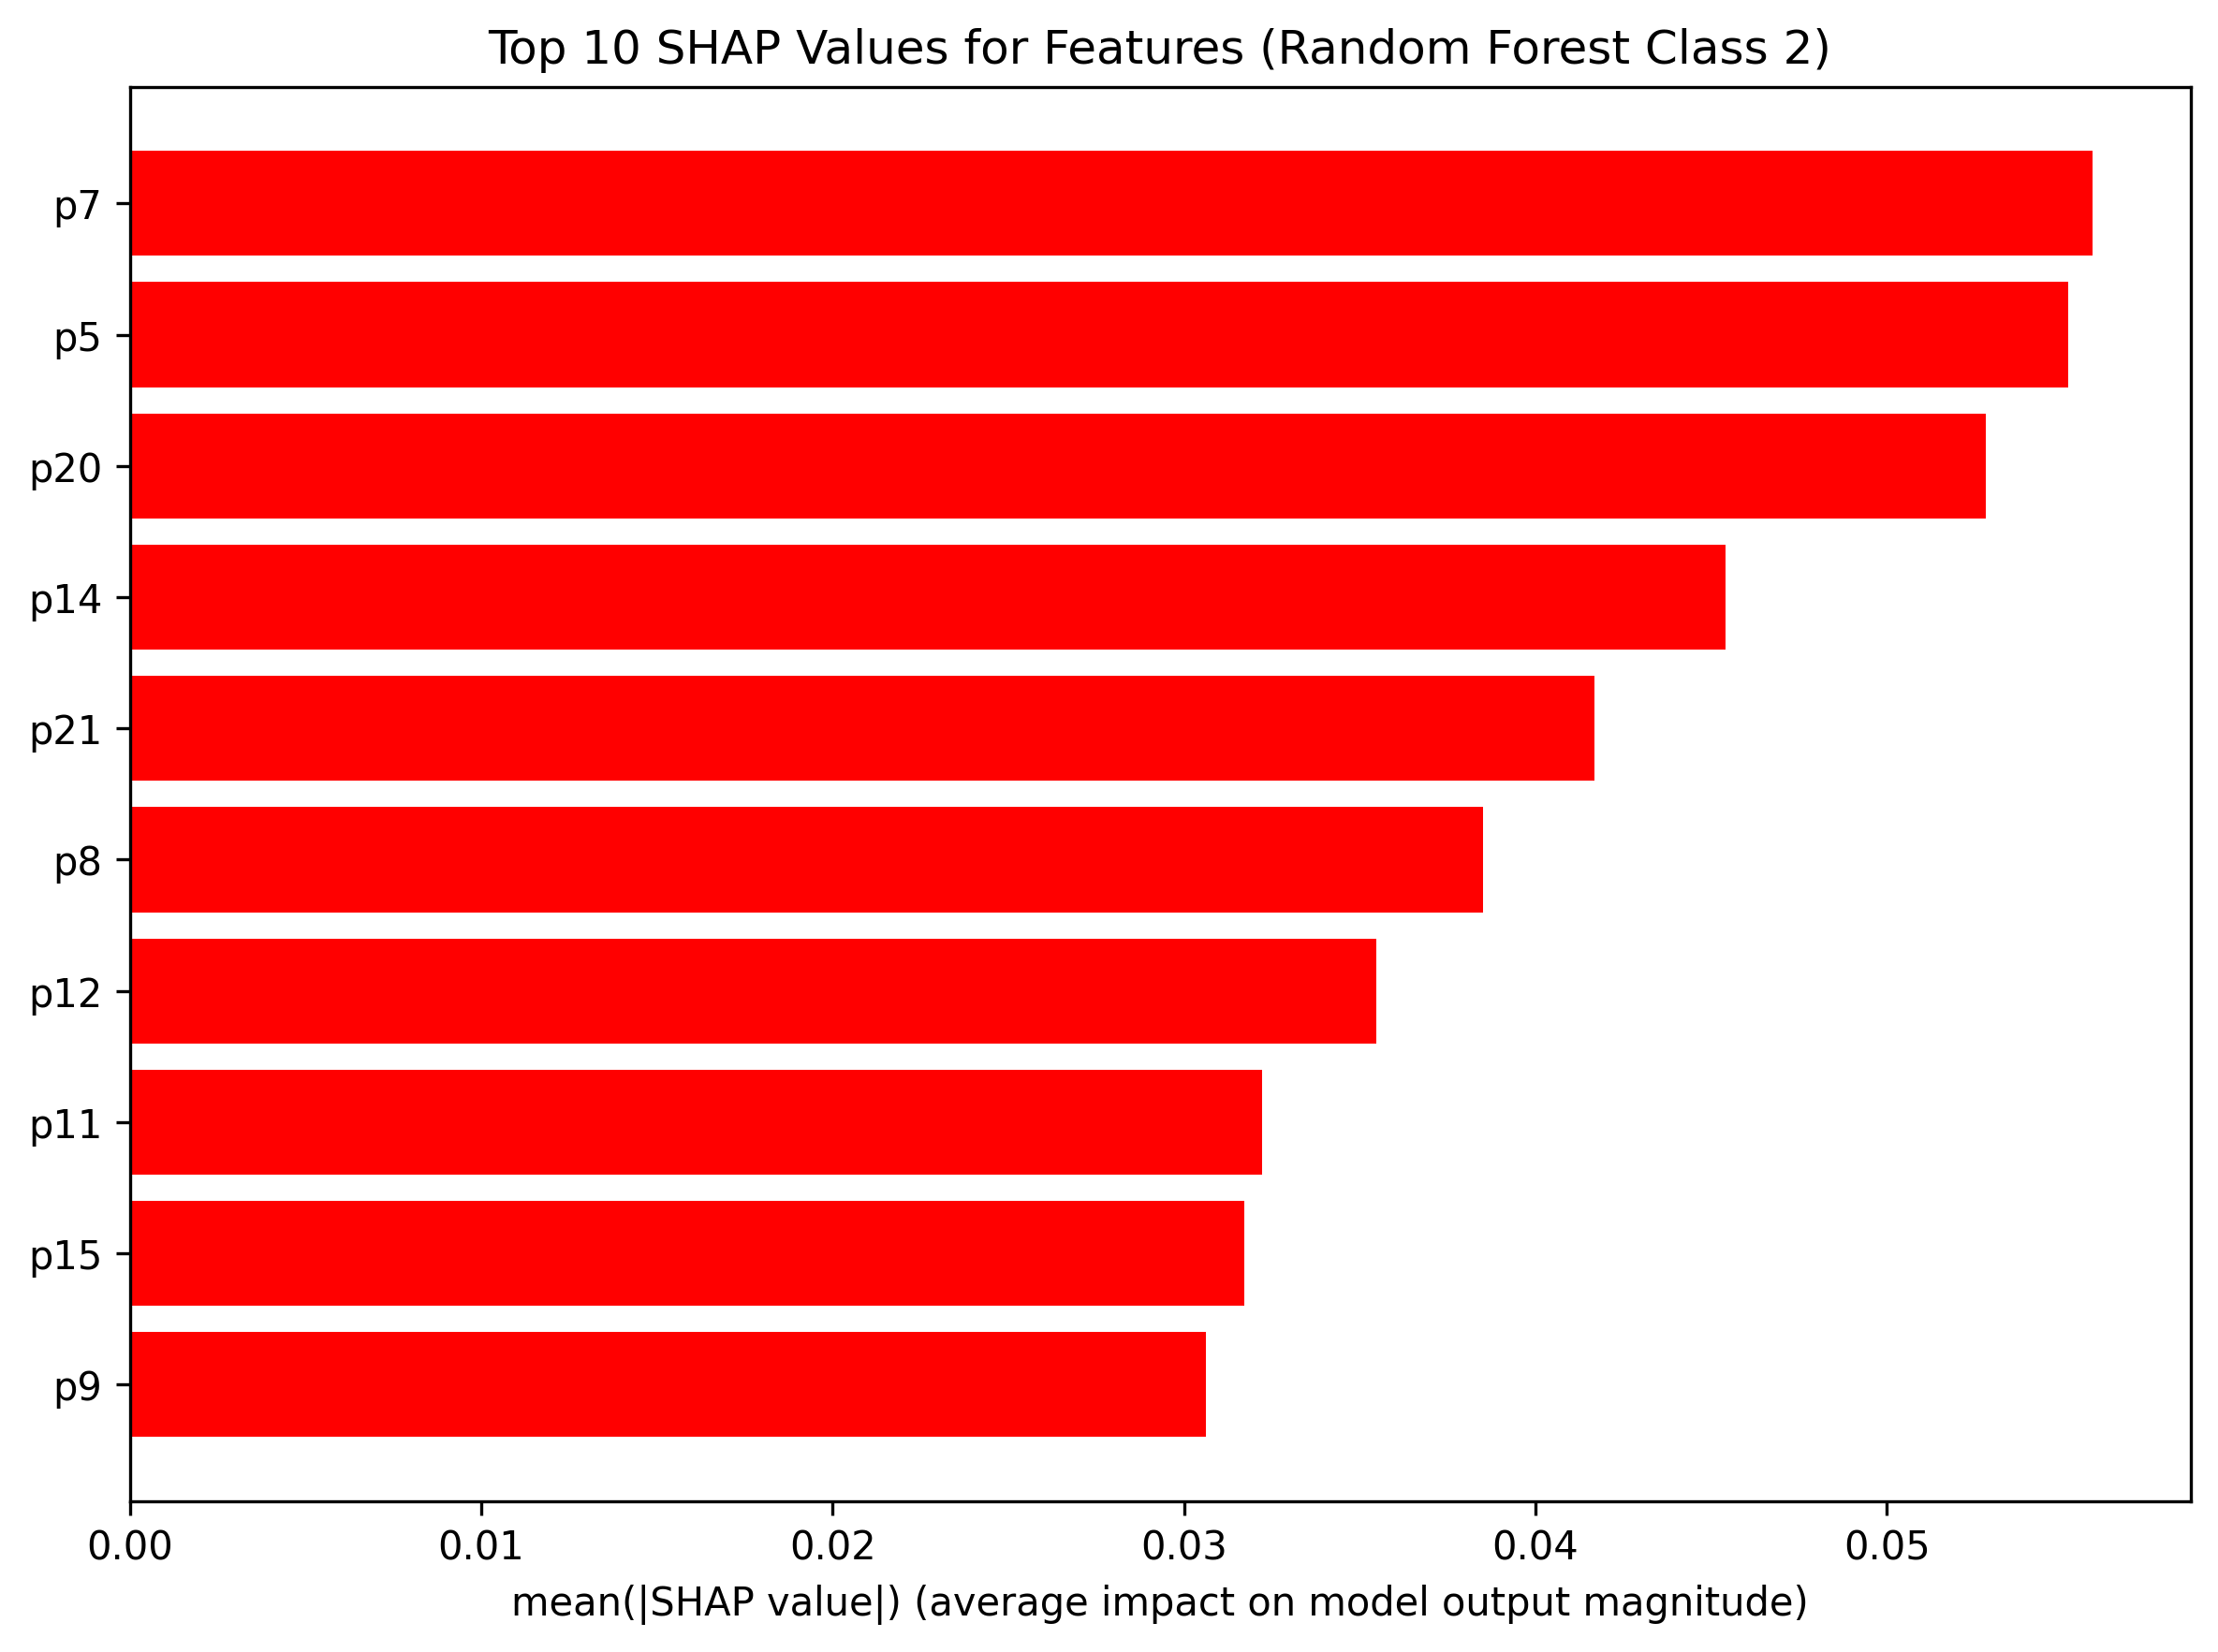 Top 10 SHAP Values for Features (Random Forest Class 2)
p7
p5
p20
p14
p21
p8
p12
p11
p15
p9
0.00 0.01 0.02 0.03 0.04 0.05
mean(|SHAP value|) (average impact on model output magnitude)